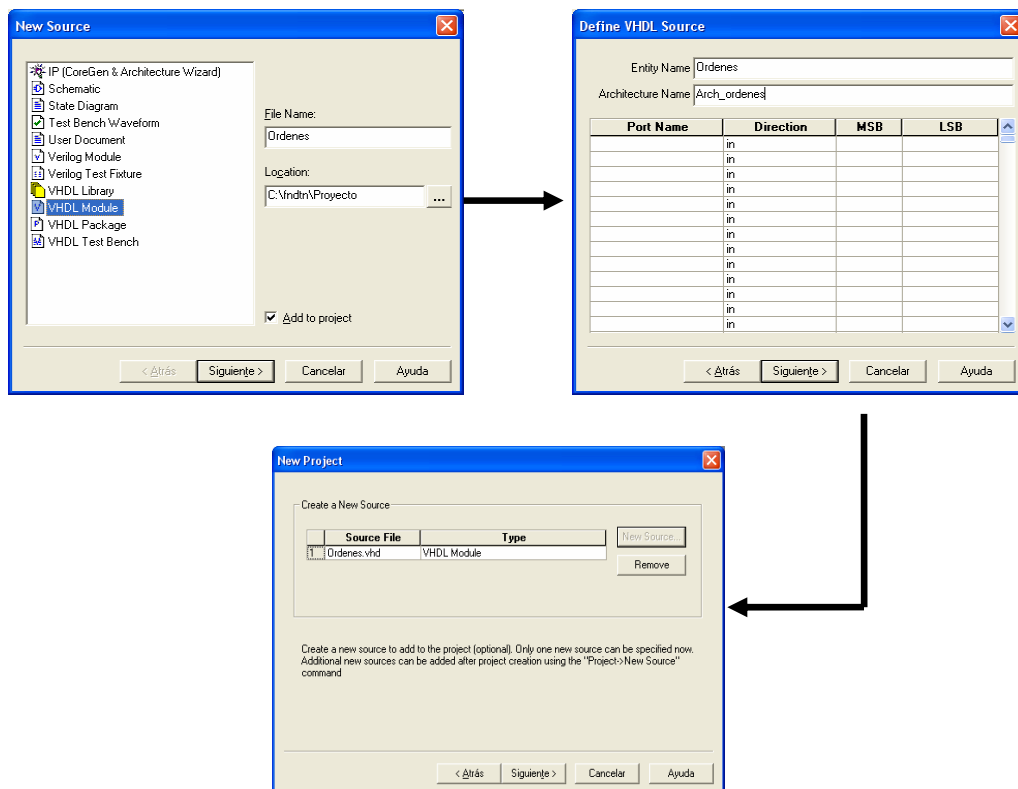 New Source
IP (CoreGen & Architecture Wizard)
Schematic
State Diagram
Test Bench Waveform
User Document
Verilog Module
Verilog Test Fixture
VHDL Library
VHDL Module
VHDL Package
VHDL Test Bench
File Name:
Ordenes
Location:
C:\fndtn\Proyecto
...
Add to project
< Atrás
Siguiente >
Cancelar
Ayuda
Define VHDL Source
Entity Name Ordenes
Architecture Name Arch_ordenes
Port Name Direction MSB LSB
in
in
in
in
in
in
in
in
in
in
in
in
in
< Atrás
Siguiente >
Cancelar
Ayuda
New Project
Create a New Source
Source File Type
1 Ordenes.vhd VHDL Module
New Source...
Remove
Create a new source to add to the project (optional). Only one new source can be specified now.
Additional new sources can be added after project creation using the "Project->New Source"
command
< Atrás
Siguiente >
Cancelar
Ayuda